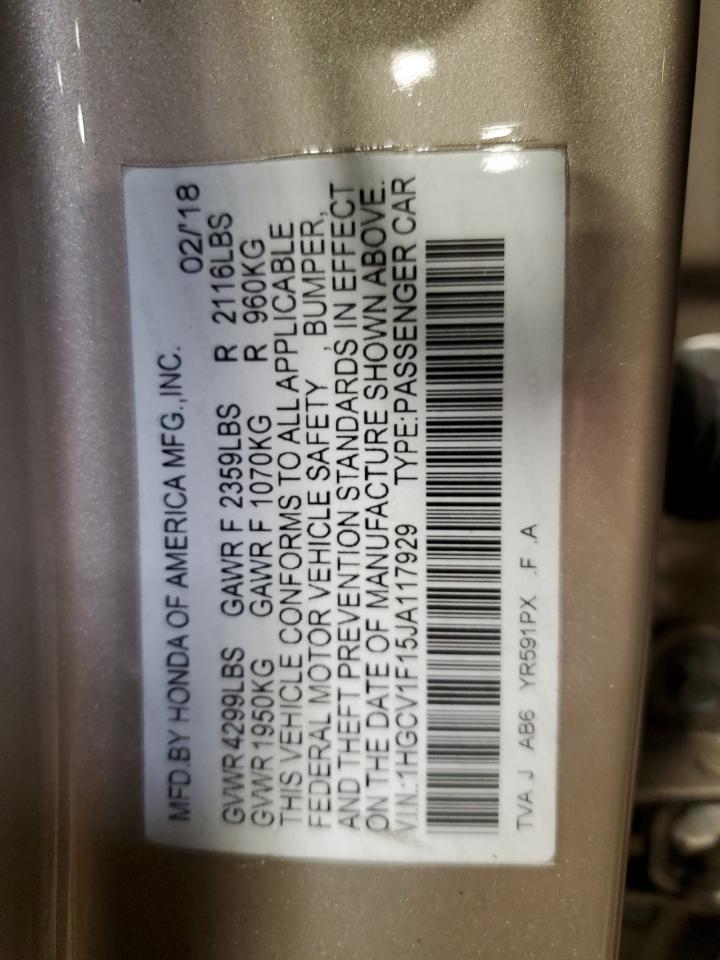 MFD.BY HONDA OF AMERICA MFG.,INC. 02/'18
GVWR 4299LBS GAWR F 2359LBS R 2116LBS
GVWR 1950KG GAWR F 1070KG R 960KG
THIS VEHICLE CONFORMS TO ALL APPLICABLE
FEDERAL MOTOR VEHICLE SAFETY , BUMPER,
AND THEFT PREVENTION STANDARDS IN EFFECT
ON THE DATE OF MANUFACTURE SHOWN ABOVE.
V.I.N.:1HGCV1F15JA117929 TYPE:PASSENGER CAR
TVA J AB6 YR591PX .F .A